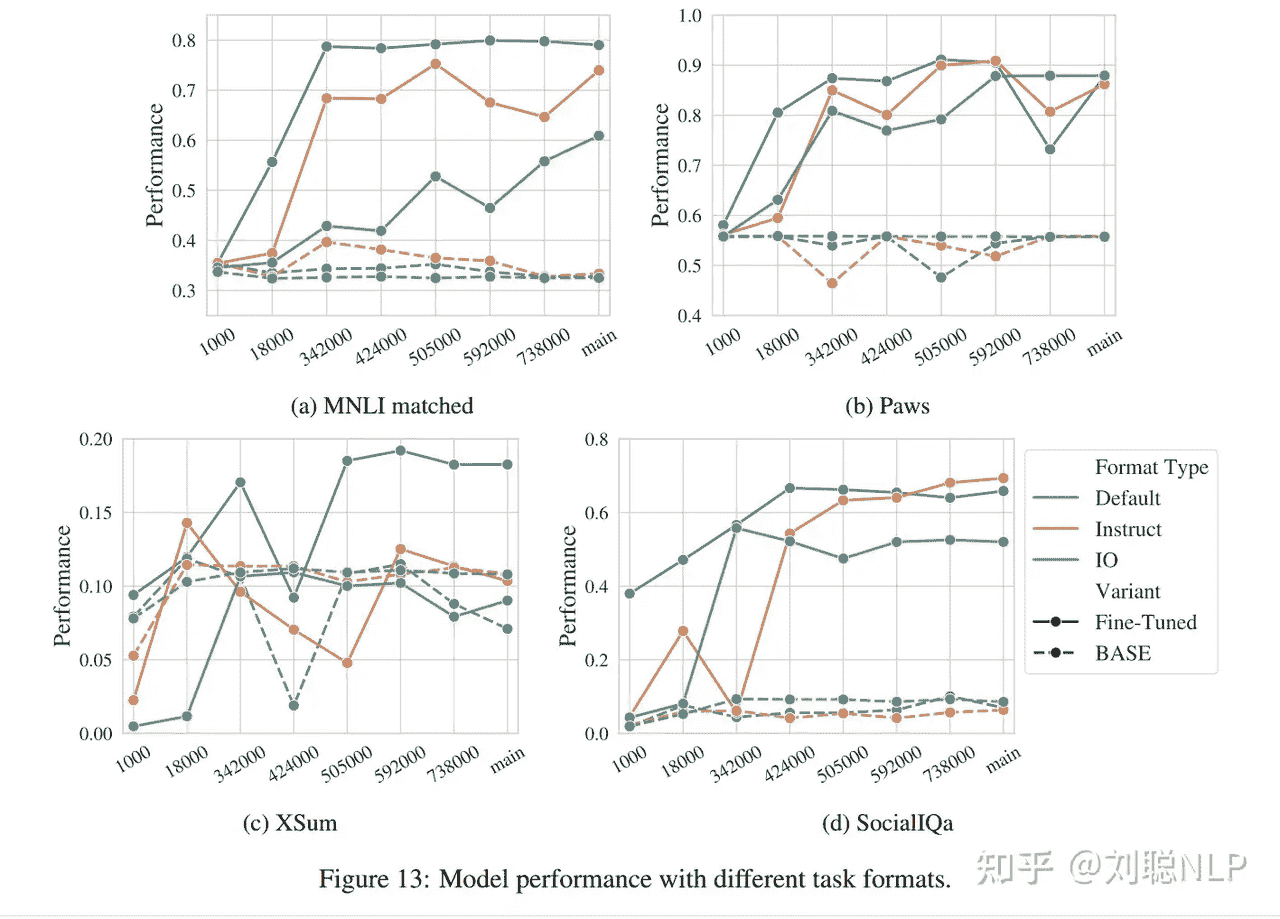 0.8
0.7
0.6
0.5
0.4
0.3
Performance
1000 18000 342000 424000 505000 592000 738000 main
(a) MNLI matched
1.0
0.9
0.8
0.7
0.6
0.5
0.4
Performance
1000 18000 342000 424000 505000 592000 738000 main
(b) Paws
0.20
0.15
0.10
0.05
0.00
Performance
1000 18000 342000 424000 505000 592000 738000 main
(c) XSum
0.8
0.6
0.4
0.2
0.0
Performance
1000 18000 342000 424000 505000 592000 738000 main
(d) SocialIQa
Format Type
Default
Instruct
IO
Variant
Fine-Tuned
BASE
Figure 13: Model performance with different task formats.
知乎 @刘聪NLP